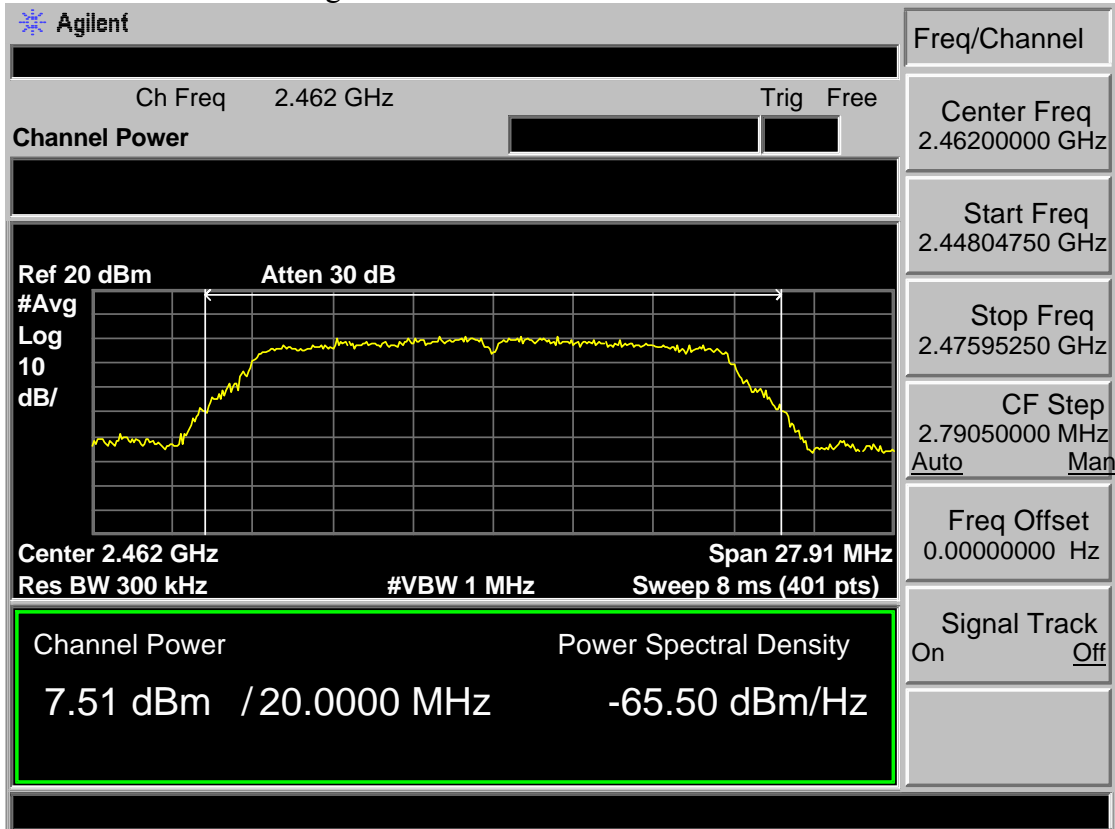 Agilent
Freq/Channel
Ch Freq 2.462 GHz Trig Free
Channel Power
Center Freq
2.46200000 GHz
Start Freq
2.44804750 GHz
Stop Freq
2.47595250 GHz
CF Step
2.79050000 MHz
Auto Man
Freq Offset
0.00000000 Hz
Signal Track
On Off
Ref 20 dBm Atten 30 dB
#Avg
Log
10
dB/
Center 2.462 GHz Span 27.91 MHz
Res BW 300 kHz #VBW 1 MHz Sweep 8 ms (401 pts)
Channel Power Power Spectral Density
7.51 dBm / 20.0000 MHz -65.50 dBm/Hz